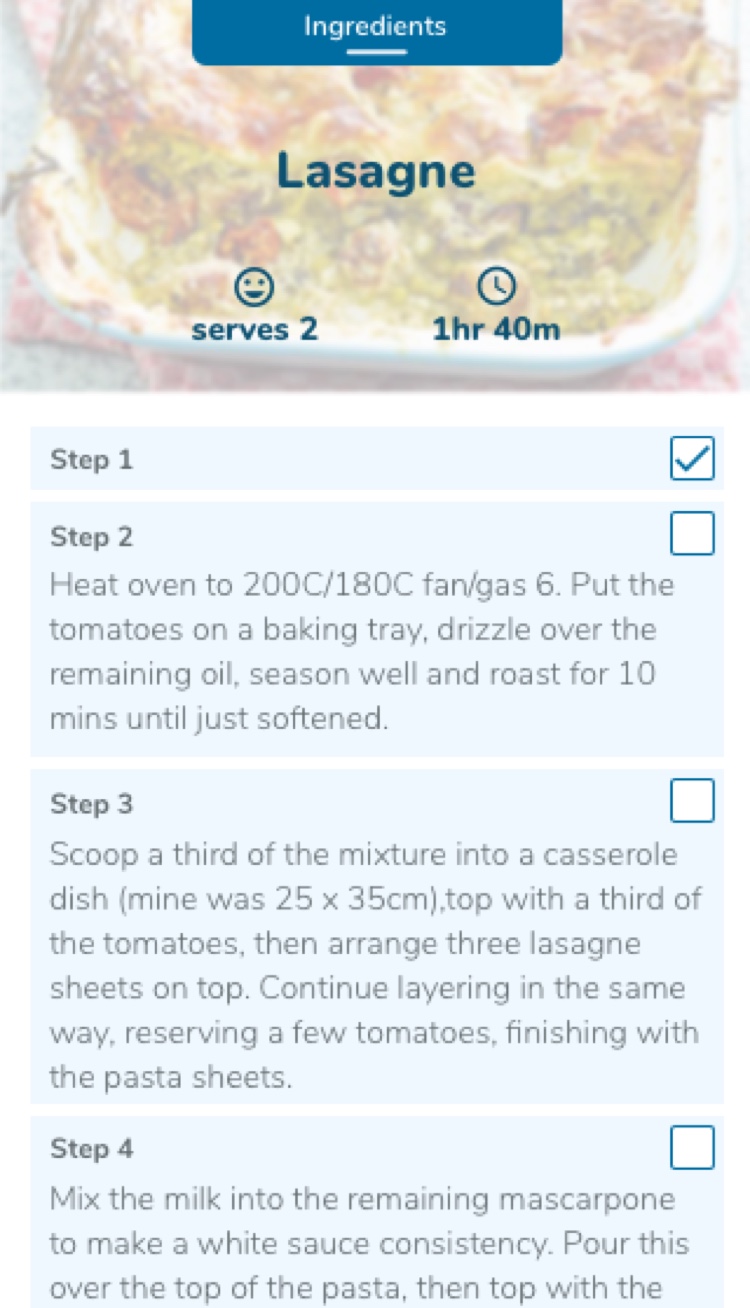 Ingredients
Lasagne
serves 2
1hr 40m
Step 1
Step 2
Heat oven to 200C/180C fan/gas 6. Put the
tomatoes on a baking tray, drizzle over the
remaining oil, season well and roast for 10
mins until just softened.
Step 3
Scoop a third of the mixture into a casserole
dish (mine was 25 x 35cm),top with a third of
the tomatoes, then arrange three lasagne
sheets on top. Continue layering in the same
way, reserving a few tomatoes, finishing with
the pasta sheets.
Step 4
Mix the milk into the remaining mascarpone
to make a white sauce consistency. Pour this
over the top of the pasta, then top with the